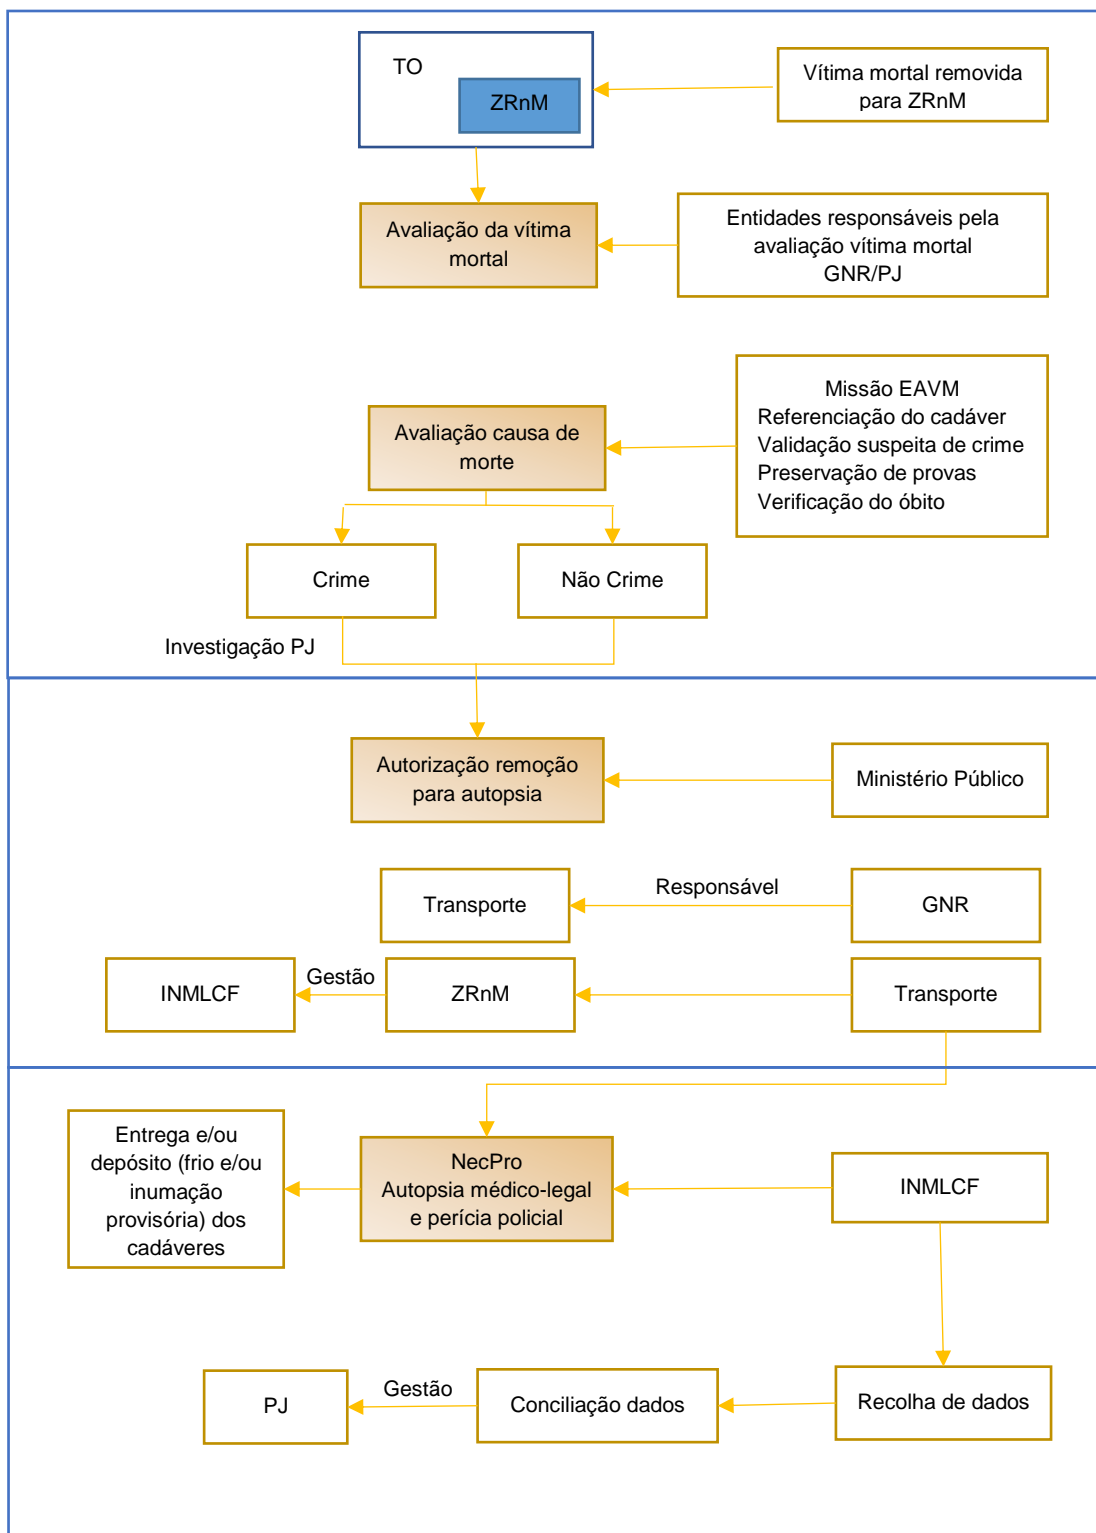 TO
ZRnM
Vítima mortal removida
para ZRnM
Avaliação da vítima
mortal
Entidades responsáveis pela
avaliação vítima mortal
GNR/PJ
Missão EAVM
Referenciação do cadáver
Validação suspeita de crime
Preservação de provas
Verificação do óbito
Avaliação causa de
morte
Crime
Não Crime
Investigação PJ
Autorização remoção
para autopsia
Ministério Público
Transporte
Responsável
GNR
INMLCF
Gestão
ZRnM
Transporte
Entrega e/ou
depósito (frio e/ou
inumação
provisória) dos
cadáveres
NecPro
Autopsia médico-legal
e perícia policial
INMLCF
PJ
Gestão
Conciliação dados
Recolha de dados